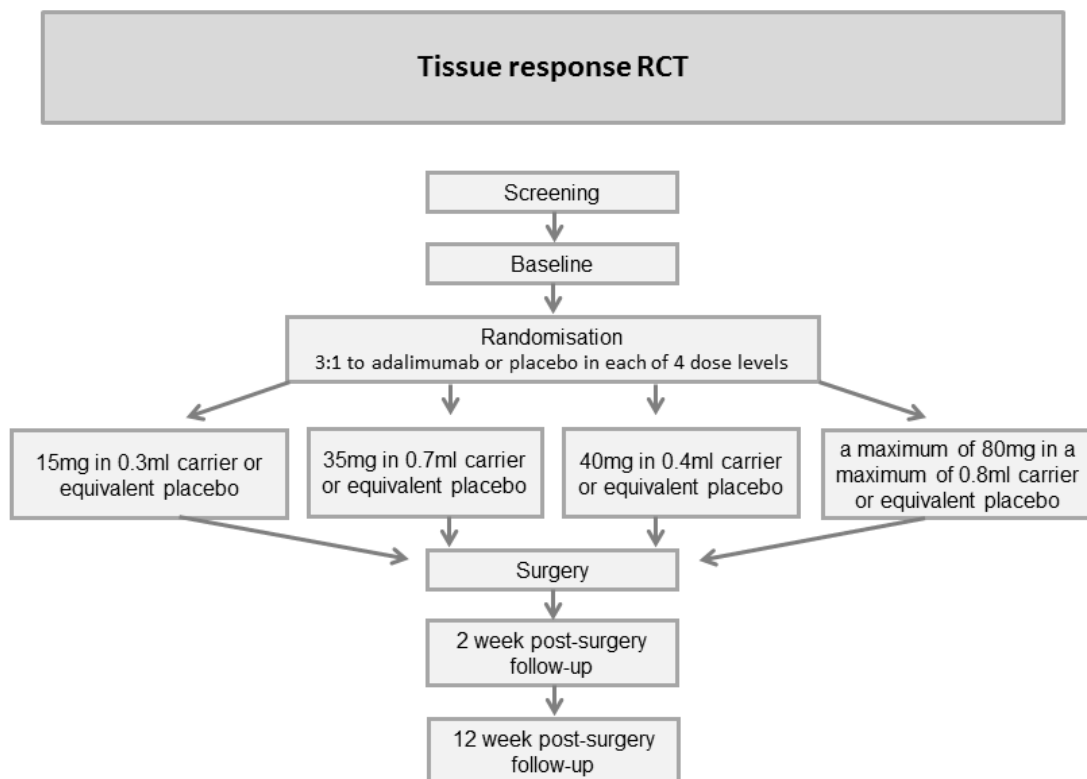 Tissue response RCT
Screening
Baseline
Randomisation
3:1 to adalimumab or placebo in each of 4 dose levels
15mg in 0.3ml carrier or
equivalent placebo
35mg in 0.7ml carrier
or equivalent placebo
40mg in 0.4ml carrier
or equivalent placebo
a maximum of 80mg in a
maximum of 0.8ml carrier
or equivalent placebo
Surgery
2 week post-surgery
follow-up
12 week post-surgery
follow-up